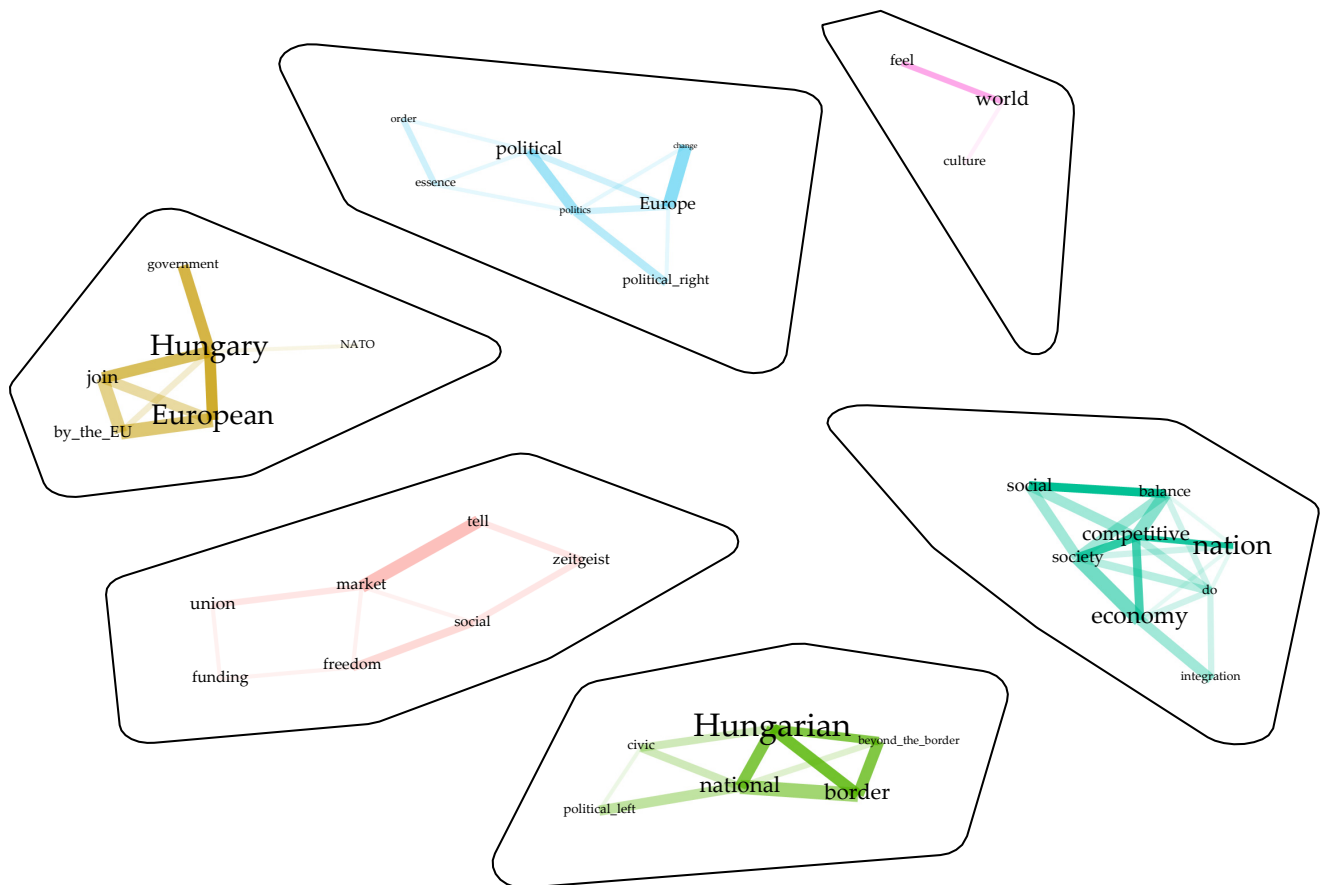 feel
world
culture
order
political
change
essence
politics
Europe
political_right
government
Hungary
NATO
join
European
by_the_EU
social
balance
competitive
nation
society
do
economy
integration
tell
zeitgeist
market
union
social
freedom
funding
Hungarian
civic
beyond_the_border
national
border
political_left